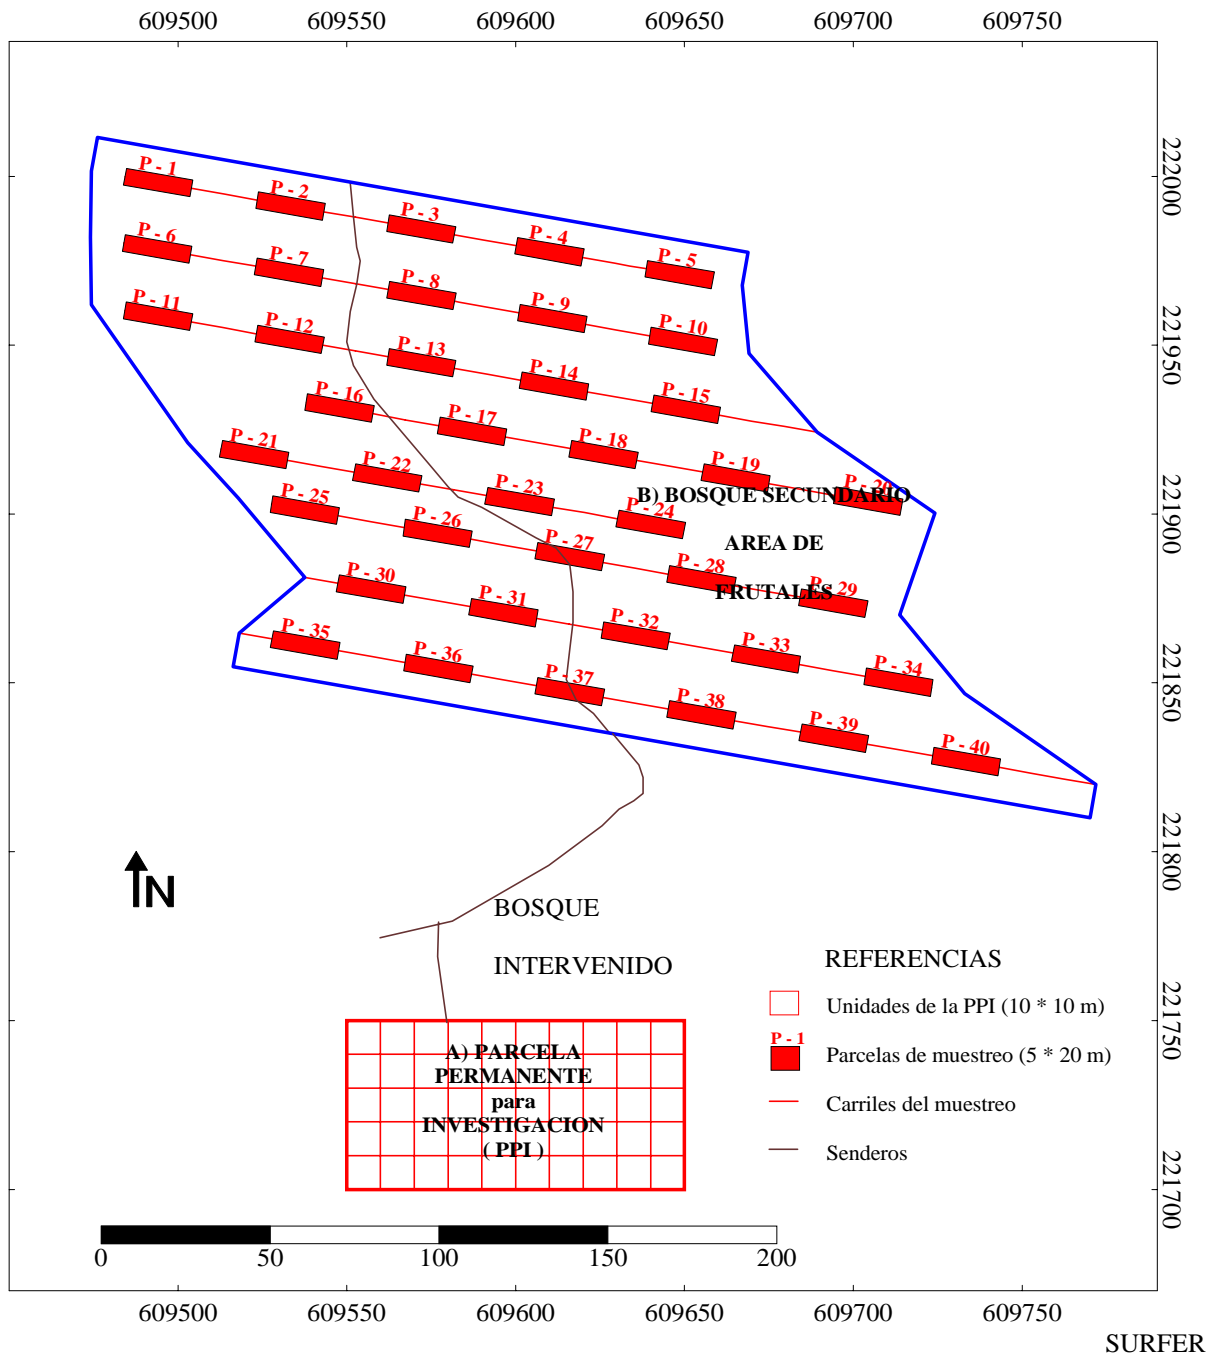 609500 609550 609600 609650 609700 609750
222000
221950
221900
221850
221800
221750
221700
P - 1
P - 2
P - 3
P - 4
P - 5
P - 6
P - 7
P - 8
P - 9
P - 10
P - 11
P - 12
P - 13
P - 14
P - 15
P - 16
P - 17
P - 18
P - 19
P - 20
P - 21
P - 22
P - 23
P - 24
B) BOSQUE SECUNDARIO
AREA DE
FRUTALES
P - 25
P - 26
P - 27
P - 28
P - 29
P - 30
P - 31
P - 32
P - 33
P - 34
P - 35
P - 36
P - 37
P - 38
P - 39
P - 40
N
BOSQUE
INTERVENIDO
REFERENCIAS
Unidades de la PPI (10 * 10 m)
P - 1
Parcelas de muestreo (5 * 20 m)
Carriles del muestreo
Senderos
A) PARCELA
PERMANENTE
para
INVESTIGACION
( PPI )
0 50 100 150 200
609500 609550 609600 609650 609700 609750
SURFER